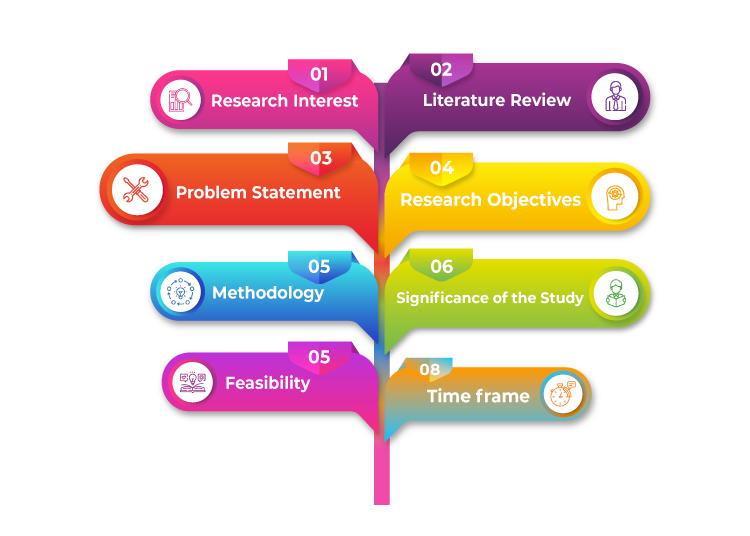 01
Research Interest
02
Literature Review
03
Problem Statement
04
Research Objectives
05
Methodology
06
Significance of the Study
05
Feasibility
08
Time frame